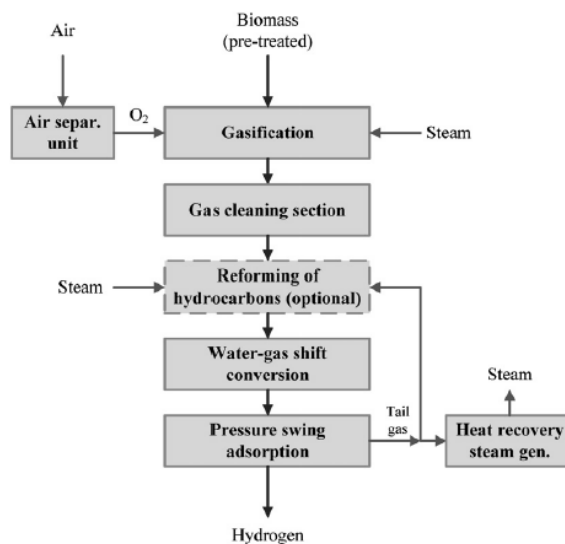 Air
Biomass
(pre-treated)
Air separ.
unit
O₂
Gasification
Steam
Gas cleaning section
Steam
Reforming of
hydrocarbons (optional)
Water-gas shift
conversion
Steam
Pressure swing
adsorption
Tail
gas
Heat recovery
steam gen.
Hydrogen